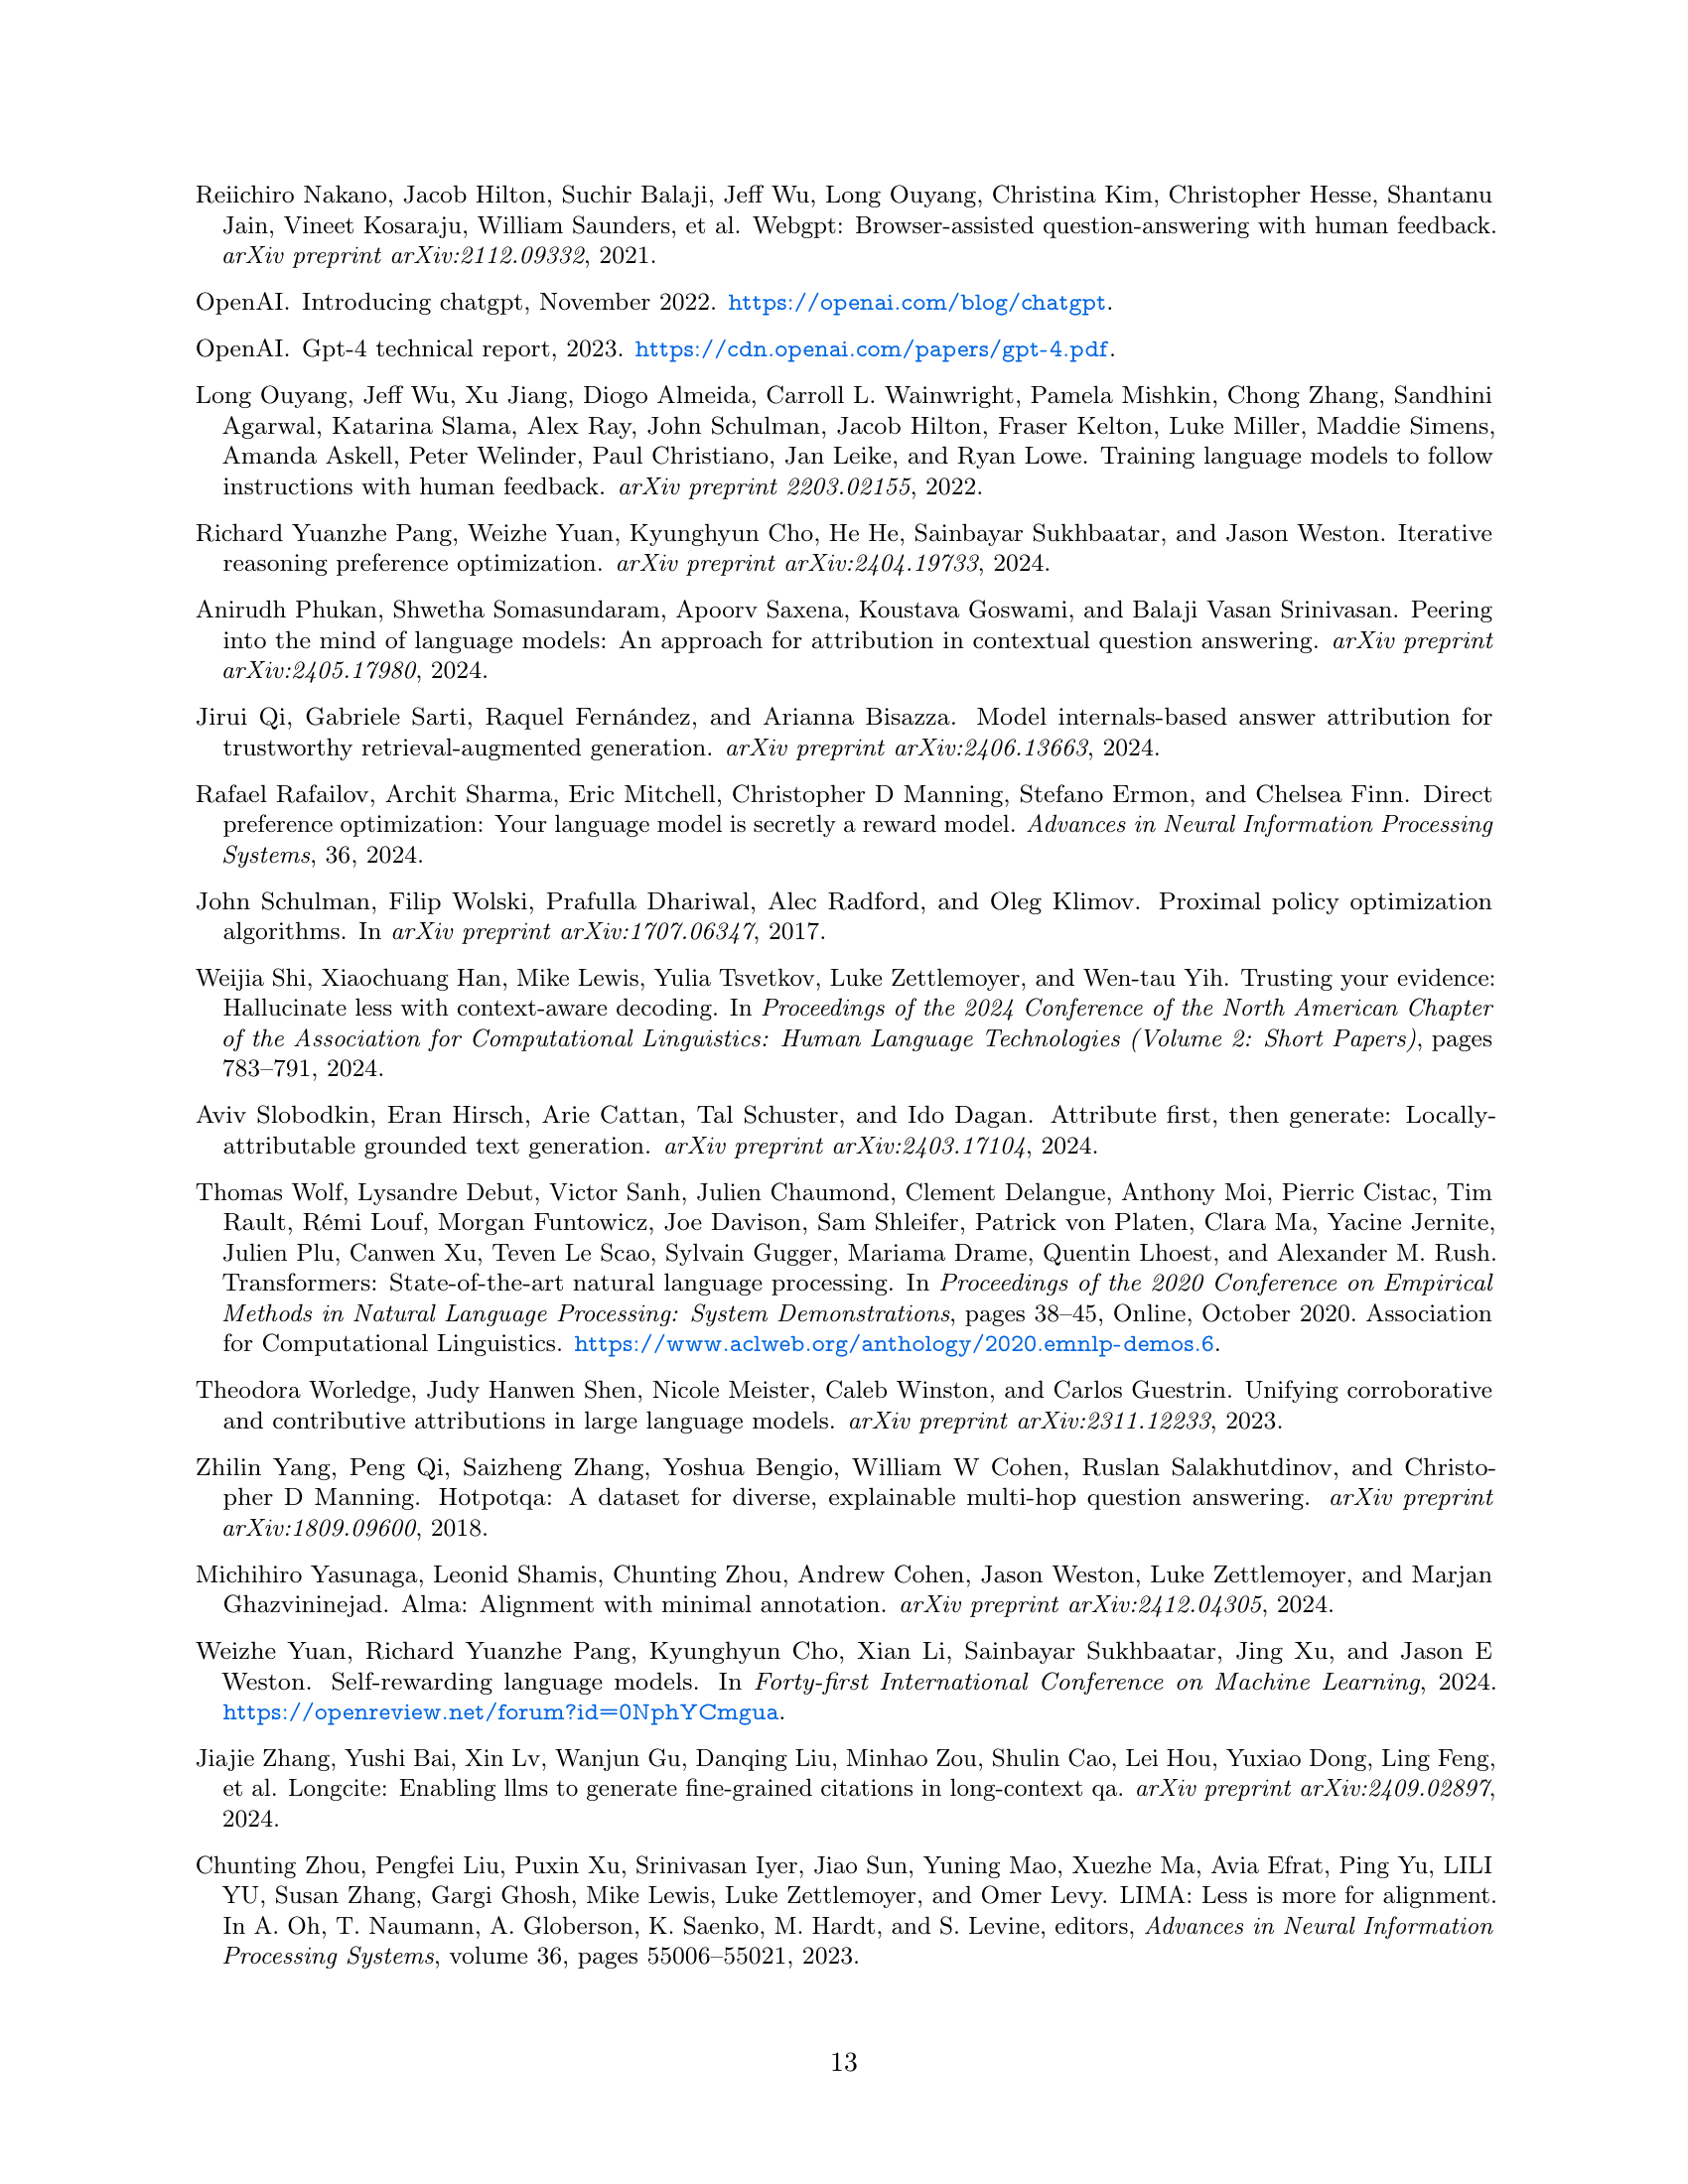 Reiichiro Nakano, Jacob Hilton, Suchir Balaji, Jeff Wu, Long Ouyang, Christina Kim, Christopher Hesse, Shantanu
Jain, Vineet Kosaraju, William Saunders, et al. Webgpt: Browser-assisted question-answering with human feedback.
arXiv preprint arXiv:2112.09332, 2021.
OpenAI. Introducing chatgpt, November 2022. https://openai.com/blog/chatgpt.
OpenAI. Gpt-4 technical report, 2023. https://cdn.openai.com/papers/gpt-4.pdf.
Long Ouyang, Jeff Wu, Xu Jiang, Diogo Almeida, Carroll L. Wainwright, Pamela Mishkin, Chong Zhang, Sandhini
Agarwal, Katarina Slama, Alex Ray, John Schulman, Jacob Hilton, Fraser Kelton, Luke Miller, Maddie Simens,
Amanda Askell, Peter Welinder, Paul Christiano, Jan Leike, and Ryan Lowe. Training language models to follow
instructions with human feedback. arXiv preprint 2203.02155, 2022.
Richard Yuanzhe Pang, Weizhe Yuan, Kyunghyun Cho, He He, Sainbayar Sukhbaatar, and Jason Weston. Iterative
reasoning preference optimization. arXiv preprint arXiv:2404.19733, 2024.
Anirudh Phukan, Shwetha Somasundaram, Apoorv Saxena, Koustava Goswami, and Balaji Vasan Srinivasan. Peering
into the mind of language models: An approach for attribution in contextual question answering. arXiv preprint
arXiv:2405.17980, 2024.
Jirui Qi, Gabriele Sarti, Raquel Fernández, and Arianna Bisazza. Model internals-based answer attribution for
trustworthy retrieval-augmented generation. arXiv preprint arXiv:2406.13663, 2024.
Rafael Rafailov, Archit Sharma, Eric Mitchell, Christopher D Manning, Stefano Ermon, and Chelsea Finn. Direct
preference optimization: Your language model is secretly a reward model. Advances in Neural Information Processing
Systems, 36, 2024.
John Schulman, Filip Wolski, Prafulla Dhariwal, Alec Radford, and Oleg Klimov. Proximal policy optimization
algorithms. In arXiv preprint arXiv:1707.06347, 2017.
Weijia Shi, Xiaochuang Han, Mike Lewis, Yulia Tsvetkov, Luke Zettlemoyer, and Wen-tau Yih. Trusting your evidence:
Hallucinate less with context-aware decoding. In Proceedings of the 2024 Conference of the North American Chapter
of the Association for Computational Linguistics: Human Language Technologies (Volume 2: Short Papers), pages
783–791, 2024.
Aviv Slobodkin, Eran Hirsch, Arie Cattan, Tal Schuster, and Ido Dagan. Attribute first, then generate: Locally-
attributable grounded text generation. arXiv preprint arXiv:2403.17104, 2024.
Thomas Wolf, Lysandre Debut, Victor Sanh, Julien Chaumond, Clement Delangue, Anthony Moi, Pierric Cistac, Tim
Rault, Rémi Louf, Morgan Funtowicz, Joe Davison, Sam Shleifer, Patrick von Platen, Clara Ma, Yacine Jernite,
Julien Plu, Canwen Xu, Teven Le Scao, Sylvain Gugger, Mariama Drame, Quentin Lhoest, and Alexander M. Rush.
Transformers: State-of-the-art natural language processing. In Proceedings of the 2020 Conference on Empirical
Methods in Natural Language Processing: System Demonstrations, pages 38–45, Online, October 2020. Association
for Computational Linguistics. https://www.aclweb.org/anthology/2020.emnlp-demos.6.
Theodora Worledge, Judy Hanwen Shen, Nicole Meister, Caleb Winston, and Carlos Guestrin. Unifying corroborative
and contributive attributions in large language models. arXiv preprint arXiv:2311.12233, 2023.
Zhilin Yang, Peng Qi, Saizheng Zhang, Yoshua Bengio, William W Cohen, Ruslan Salakhutdinov, and Christo-
pher D Manning. Hotpotqa: A dataset for diverse, explainable multi-hop question answering. arXiv preprint
arXiv:1809.09600, 2018.
Michihiro Yasunaga, Leonid Shamis, Chunting Zhou, Andrew Cohen, Jason Weston, Luke Zettlemoyer, and Marjan
Ghazvininejad. Alma: Alignment with minimal annotation. arXiv preprint arXiv:2412.04305, 2024.
Weizhe Yuan, Richard Yuanzhe Pang, Kyunghyun Cho, Xian Li, Sainbayar Sukhbaatar, Jing Xu, and Jason E
Weston. Self-rewarding language models. In Forty-first International Conference on Machine Learning, 2024.
https://openreview.net/forum?id=0NphYCmgua.
Jiajie Zhang, Yushi Bai, Xin Lv, Wanjun Gu, Danqing Liu, Minhao Zou, Shulin Cao, Lei Hou, Yuxiao Dong, Ling Feng,
et al. Longcite: Enabling llms to generate fine-grained citations in long-context qa. arXiv preprint arXiv:2409.02897,
2024.
Chunting Zhou, Pengfei Liu, Puxin Xu, Srinivasan Iyer, Jiao Sun, Yuning Mao, Xuezhe Ma, Avia Efrat, Ping Yu, LILI
YU, Susan Zhang, Gargi Ghosh, Mike Lewis, Luke Zettlemoyer, and Omer Levy. LIMA: Less is more for alignment.
In A. Oh, T. Naumann, A. Globerson, K. Saenko, M. Hardt, and S. Levine, editors, Advances in Neural Information
Processing Systems, volume 36, pages 55006–55021, 2023.
13